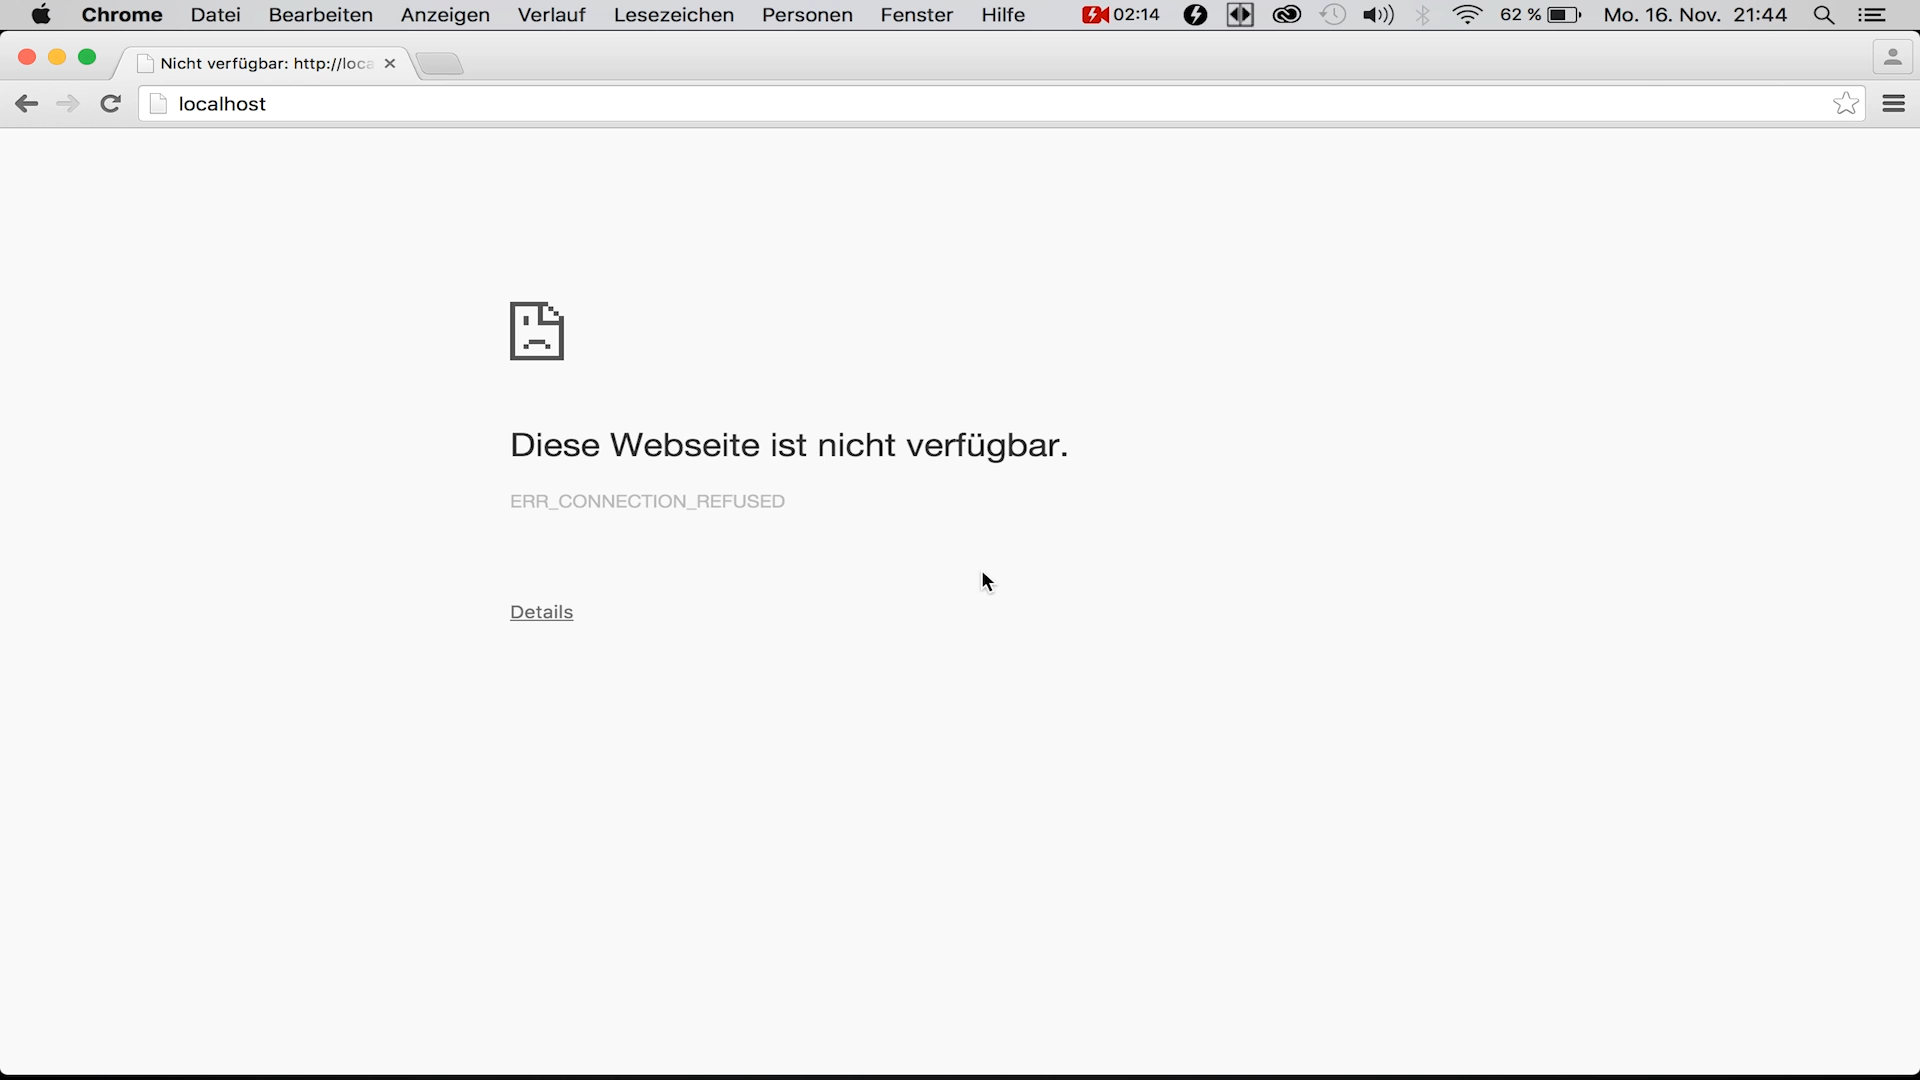 Chrome Datei Bearbeiten Anzeigen Verlauf Lesezeichen Personen Fenster Hilfe 02:14 62 % Mo. 16. Nov. 21:44
Nicht verfügbar: http://loca
localhost
Diese Webseite ist nicht verfügbar.
ERR_CONNECTION_REFUSED
Details